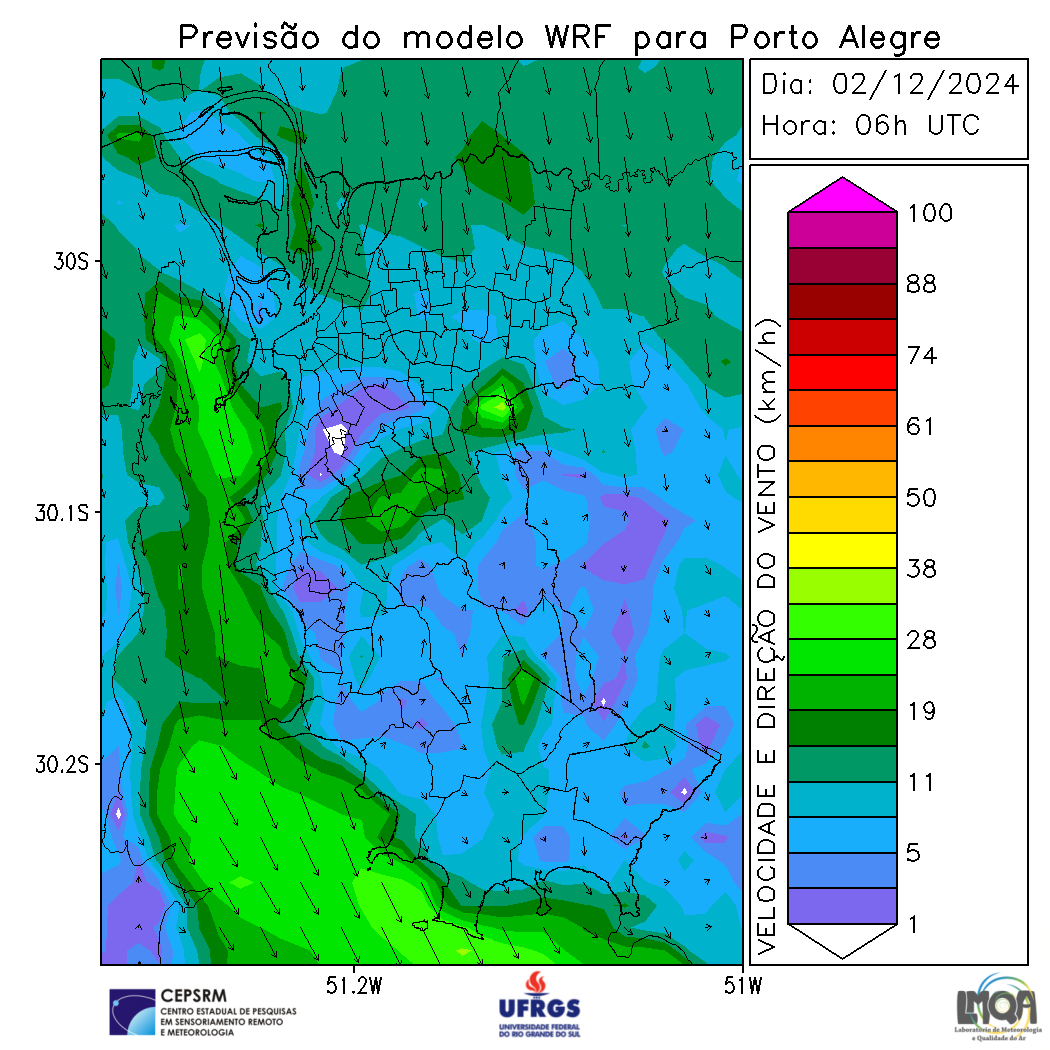 Previsão do modelo WRF para Porto Alegre
Dia: 02/12/2024
Hora: 06h UTC
30S
30.1S
30.2S
51.2W
51W
VELOCIDADE E DIREÇÃO DO VENTO (km/h)
100
88
74
61
50
38
28
19
11
5
1
CEPSRM
CENTRO ESTADUAL DE PESQUISAS
EM SENSORIAMENTO REMOTO
E METEOROLOGIA
UFRGS
UNIVERSIDADE FEDERAL
DO RIO GRANDE DO SUL
LMQA
Laboratório de Meteorologia
e Qualidade do Ar